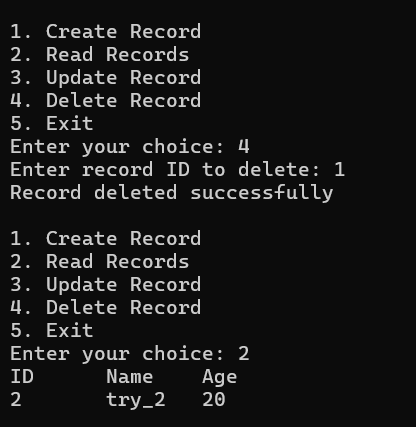 1. Create Record
2. Read Records
3. Update Record
4. Delete Record
5. Exit
Enter your choice: 4
Enter record ID to delete: 1
Record deleted successfully

1. Create Record
2. Read Records
3. Update Record
4. Delete Record
5. Exit
Enter your choice: 2
ID      Name    Age
2       try_2   20